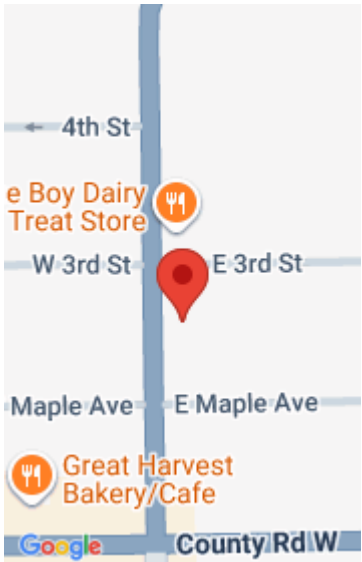 ← 4th St
e Boy Dairy
Treat Store
W 3rd St
E 3rd St
Maple Ave
E Maple Ave
Great Harvest
Bakery/Cafe
Google
County Rd W